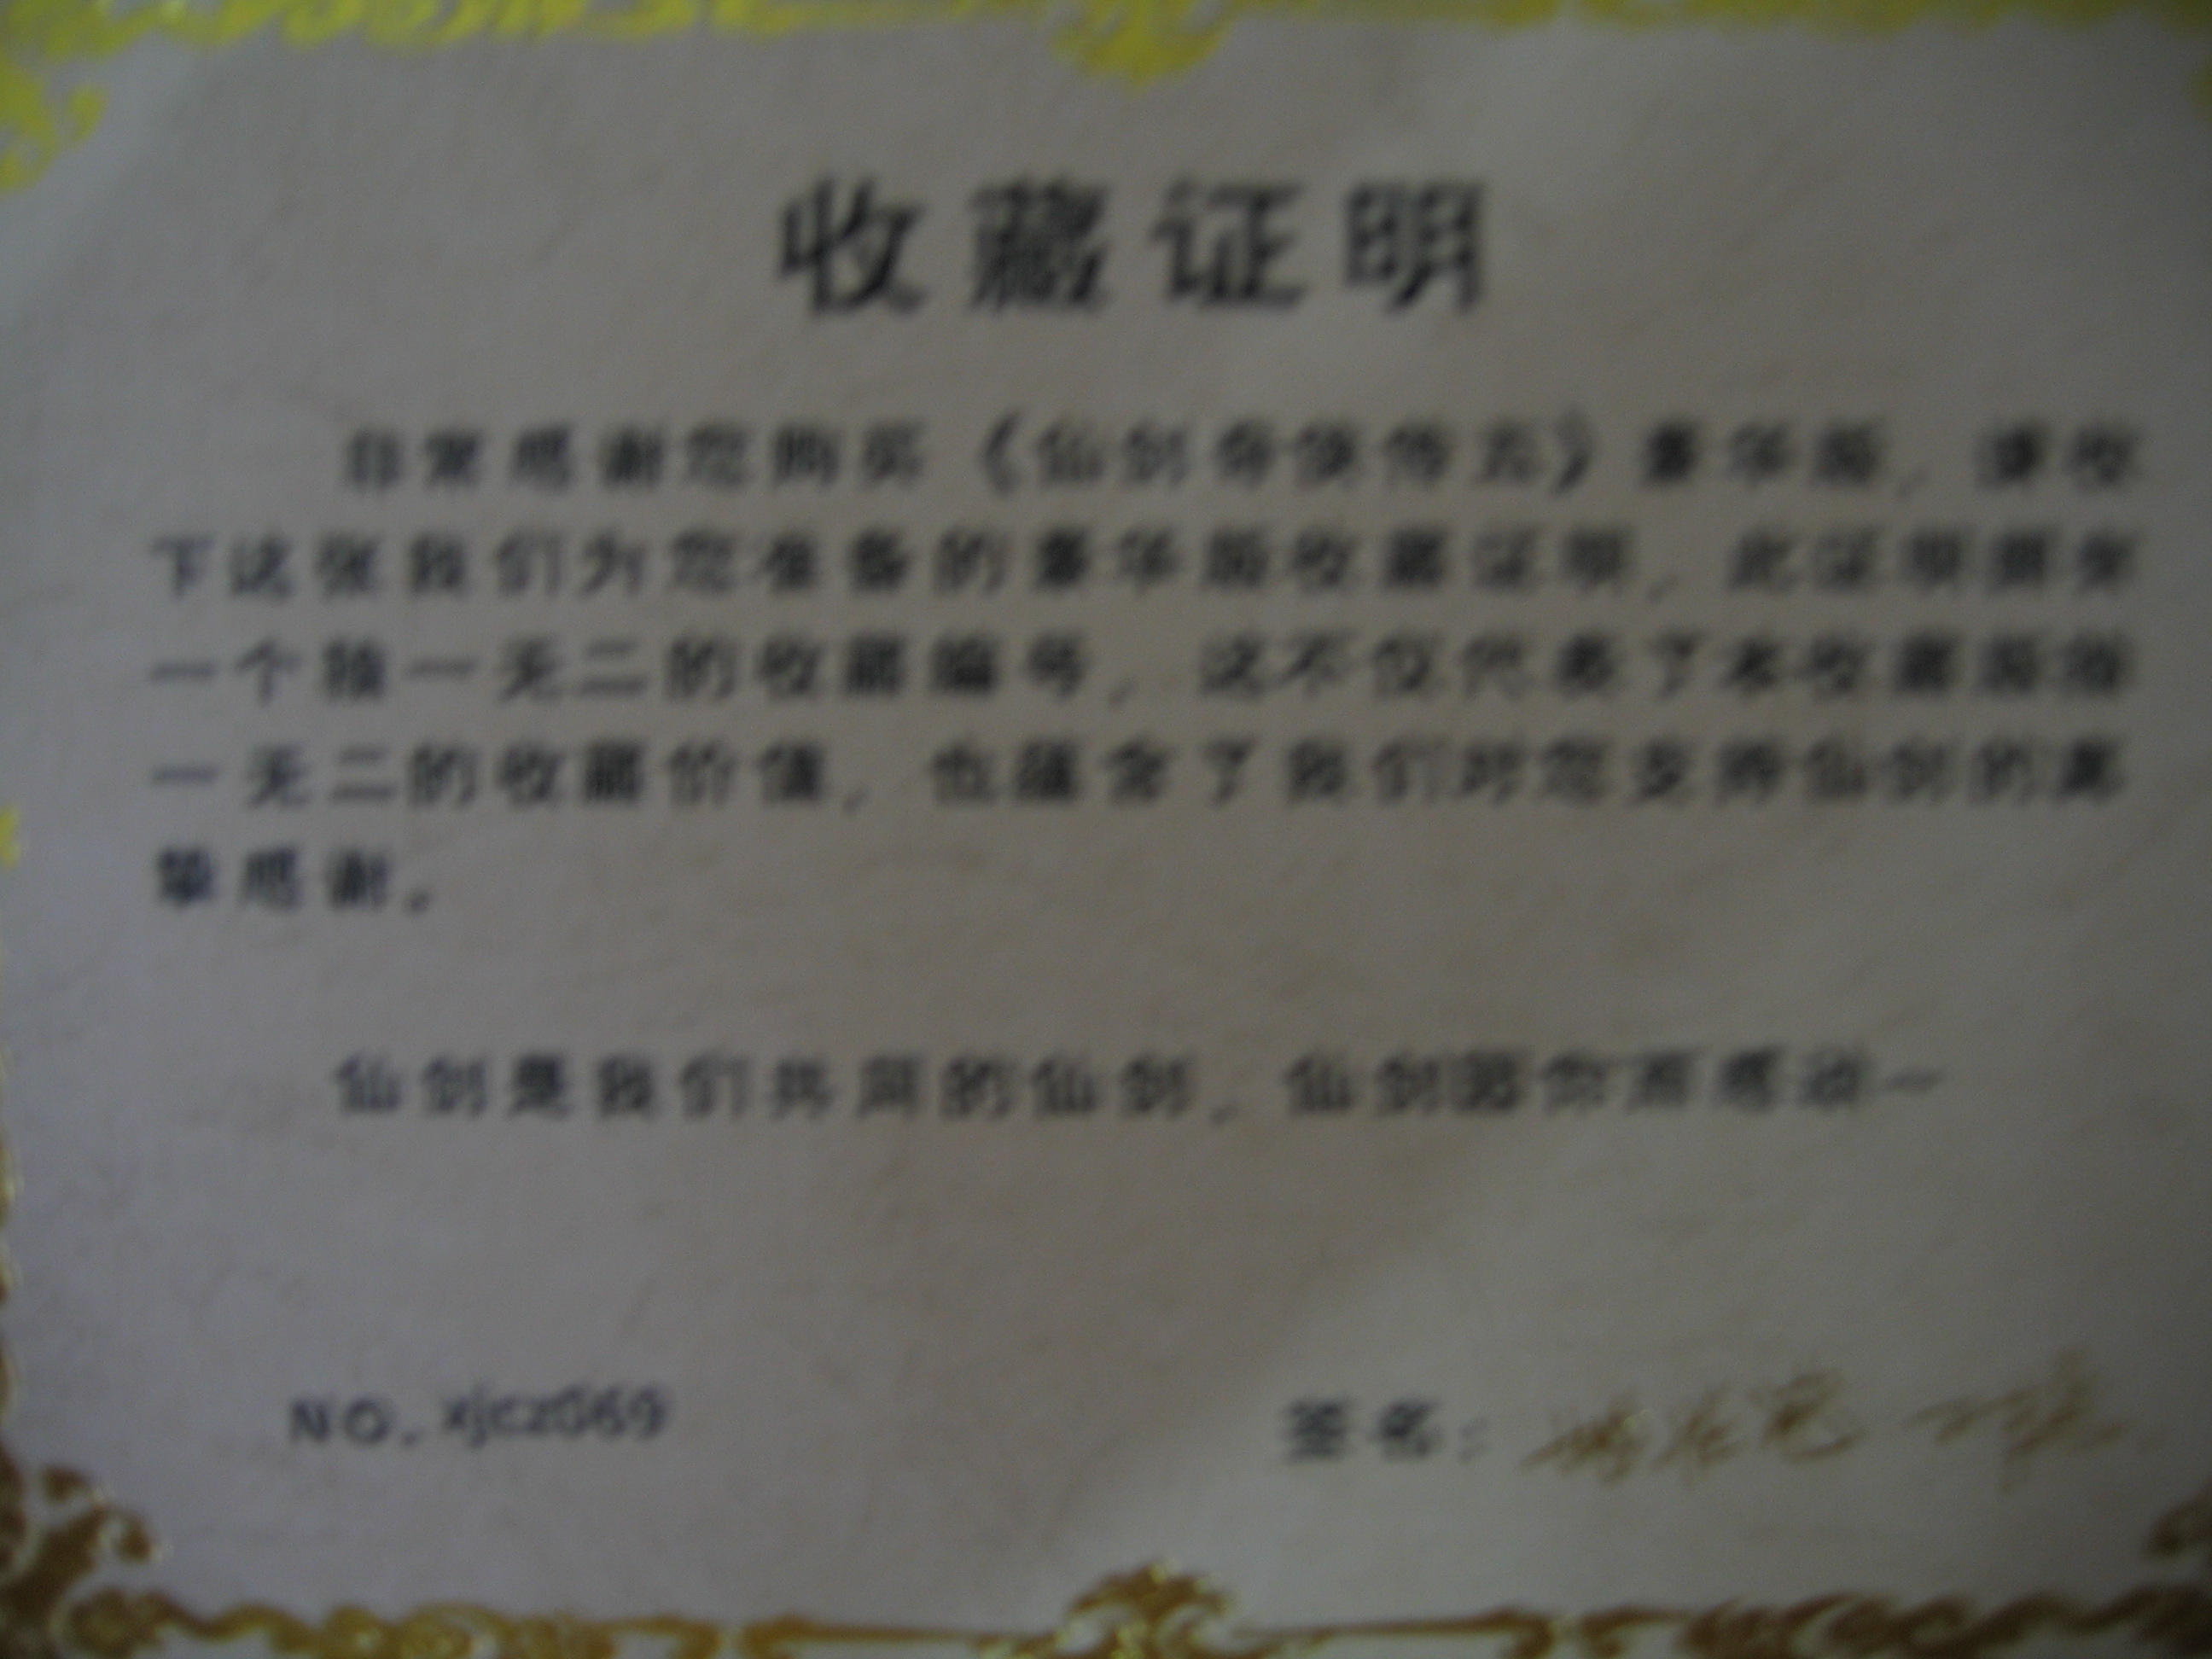 收藏证明
非常感谢您购买《仙剑奇侠传五》豪华版，请收
下这张我们为您准备的豪华版收藏证明，此证明拥有
一个独一无二的收藏编号，这不仅代表了本收藏版独
一无二的收藏价值，也蕴含了我们对您支持仙剑的真
挚感谢。
仙剑是我们共同的仙剑，仙剑因你而感动～
NO. xjcz069
签名：